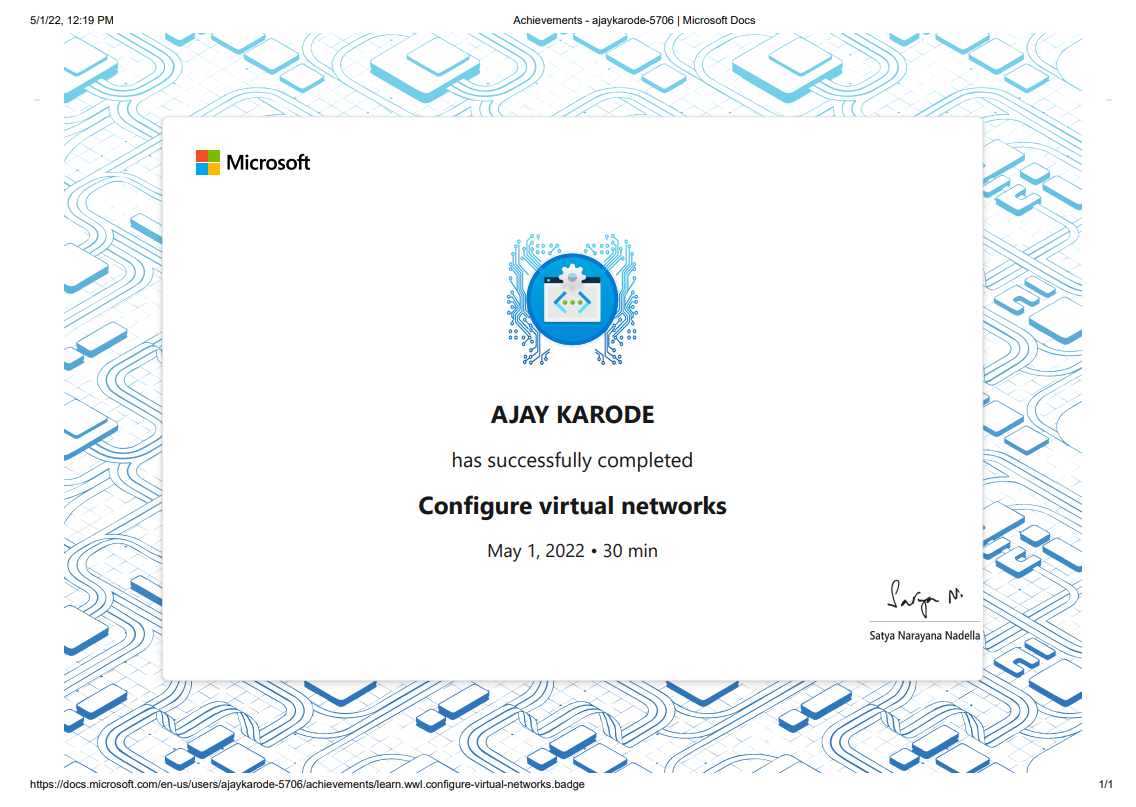 5/1/22, 12:19 PM
Achievements - ajaykarode-5706 | Microsoft Docs
Microsoft
AJAY KARODE
has successfully completed
Configure virtual networks
May 1, 2022 • 30 min
Satya N.
Satya Narayana Nadella
https://docs.microsoft.com/en-us/users/ajaykarode-5706/achievements/learn.wwl.configure-virtual-networks.badge
1/1